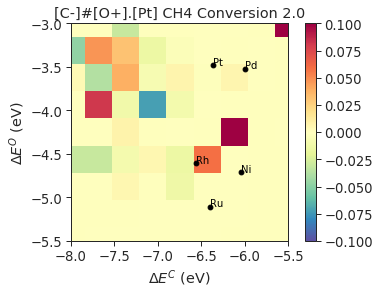 [C-]#[O+].[Pt] CH4 Conversion 2.0
−3.0
−3.5
−4.0
−4.5
−5.0
−5.5
ΔE^O (eV)
Pt
Pd
Rh
Ni
Ru
−8.0 −7.5 −7.0 −6.5 −6.0 −5.5
ΔE^C (eV)
0.100
0.075
0.050
0.025
0.000
−0.025
−0.050
−0.075
−0.100